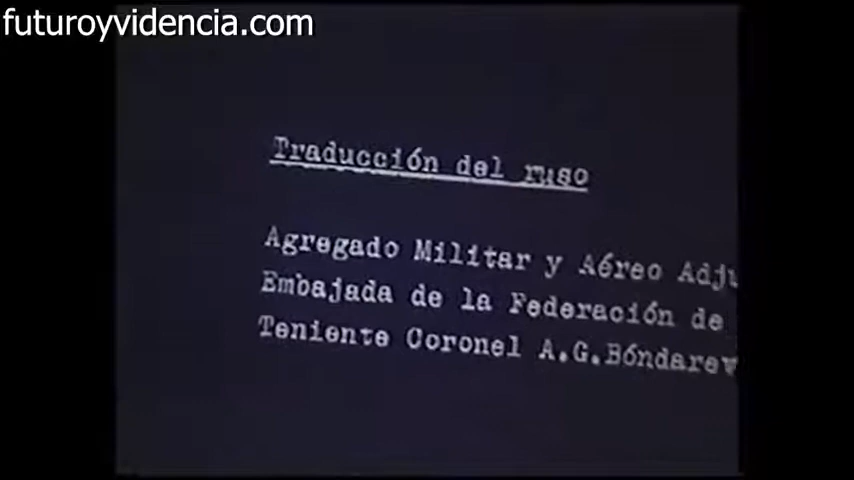 futuroyvidencia.com
Traducción del ruso
Agregado Militar y Aéreo
Embajada de la Federación de
Teniente Coronel A.G.Bóndarev